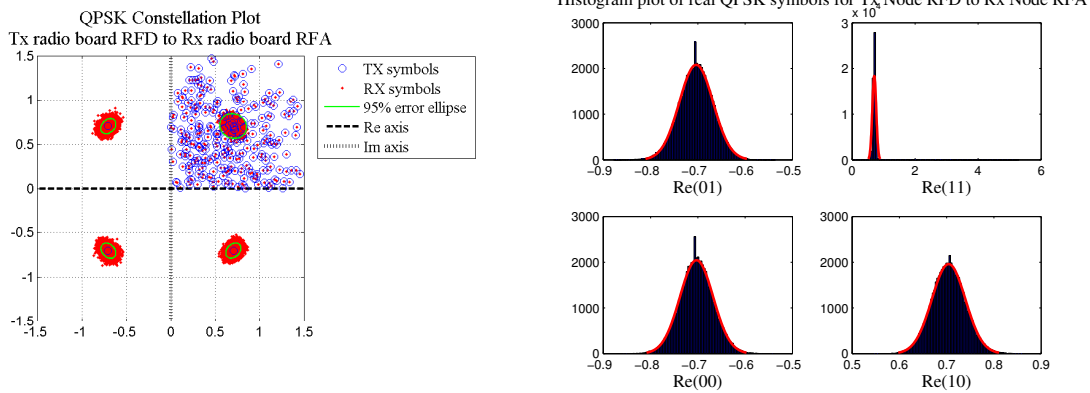 QPSK Constellation Plot
Tx radio board RFD to Rx radio board RFA
1.5
1
0.5
0
-0.5
-1
-1.5
-1.5 -1 -0.5 0 0.5 1 1.5
TX symbols
RX symbols
95% error ellipse
Re axis
Im axis
Histogram plot of real QPSK symbols for Tx Node RFD to Rx Node RFA
3000
2000
1000
0
−0.9 −0.8 −0.7 −0.6 −0.5
Re(01)
x 10^4
3
2
1
0
0 2 4 6
Re(11)
3000
2000
1000
0
−0.9 −0.8 −0.7 −0.6 −0.5
Re(00)
3000
2000
1000
0
0.5 0.6 0.7 0.8 0.9
Re(10)